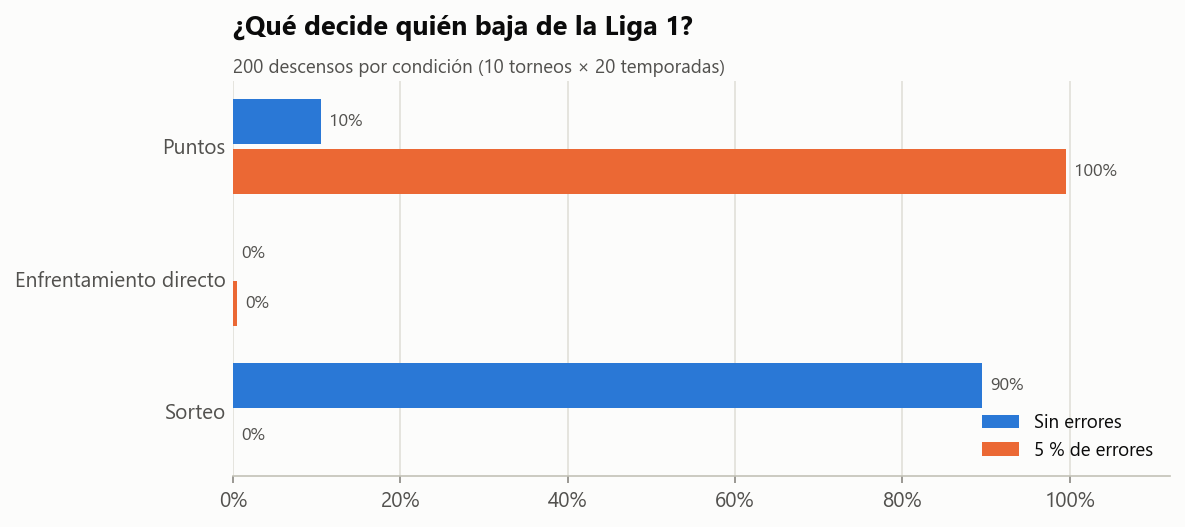 ¿Qué decide quién baja de la Liga 1?
200 descensos por condición (10 torneos × 20 temporadas)
Puntos
10%
100%
Enfrentamiento directo
0%
0%
Sorteo
90%
0%
Sin errores
5 % de errores
0%
20%
40%
60%
80%
100%